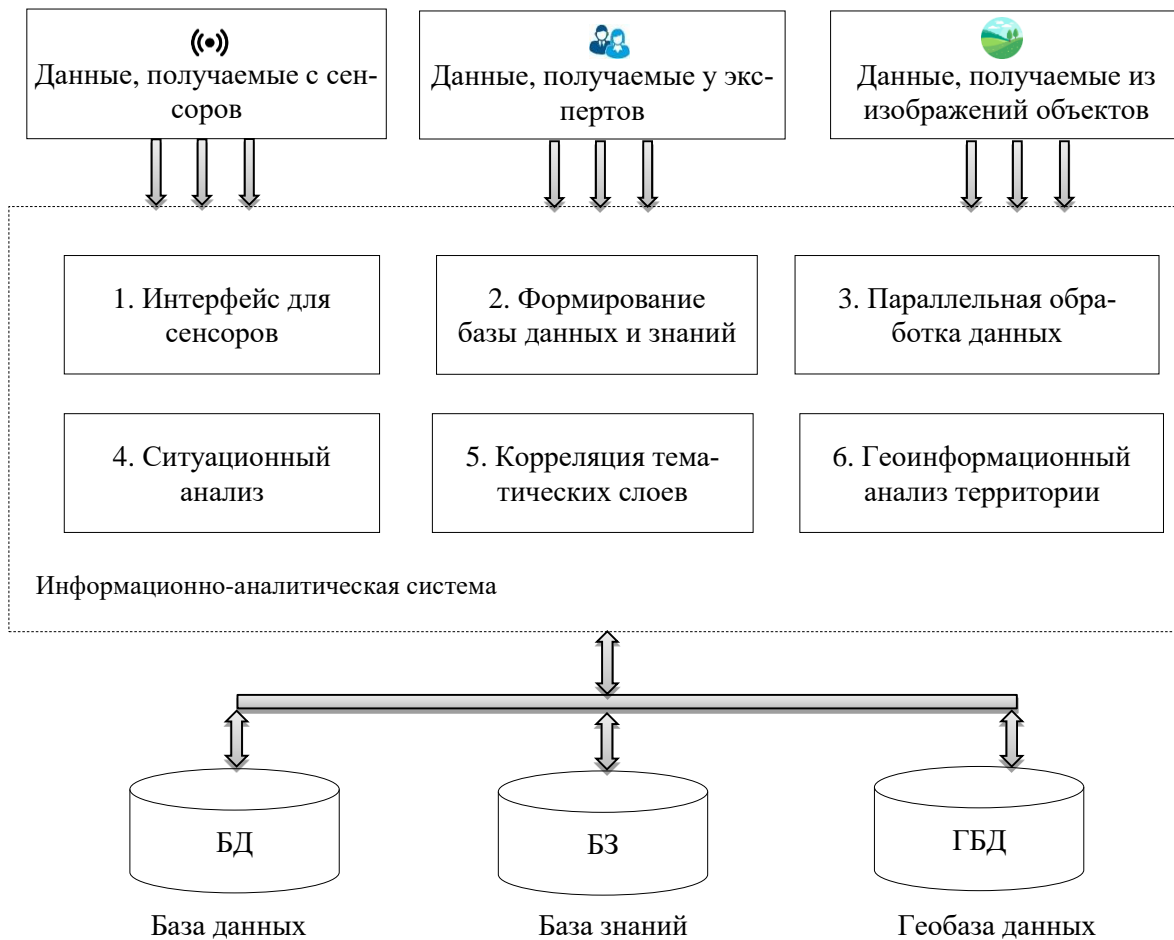 Данные, получаемые с сен-
соров
Данные, получаемые у экс-
пертов
Данные, получаемые из
изображений объектов
1. Интерфейс для
сенсоров
2. Формирование
базы данных и знаний
3. Параллельная обра-
ботка данных
4. Ситуационный
анализ
5. Корреляция тема-
тических слоев
6. Геоинформационный
анализ территории
Информационно-аналитическая система
БД
БЗ
ГБД
База данных
База знаний
Геобаза данных